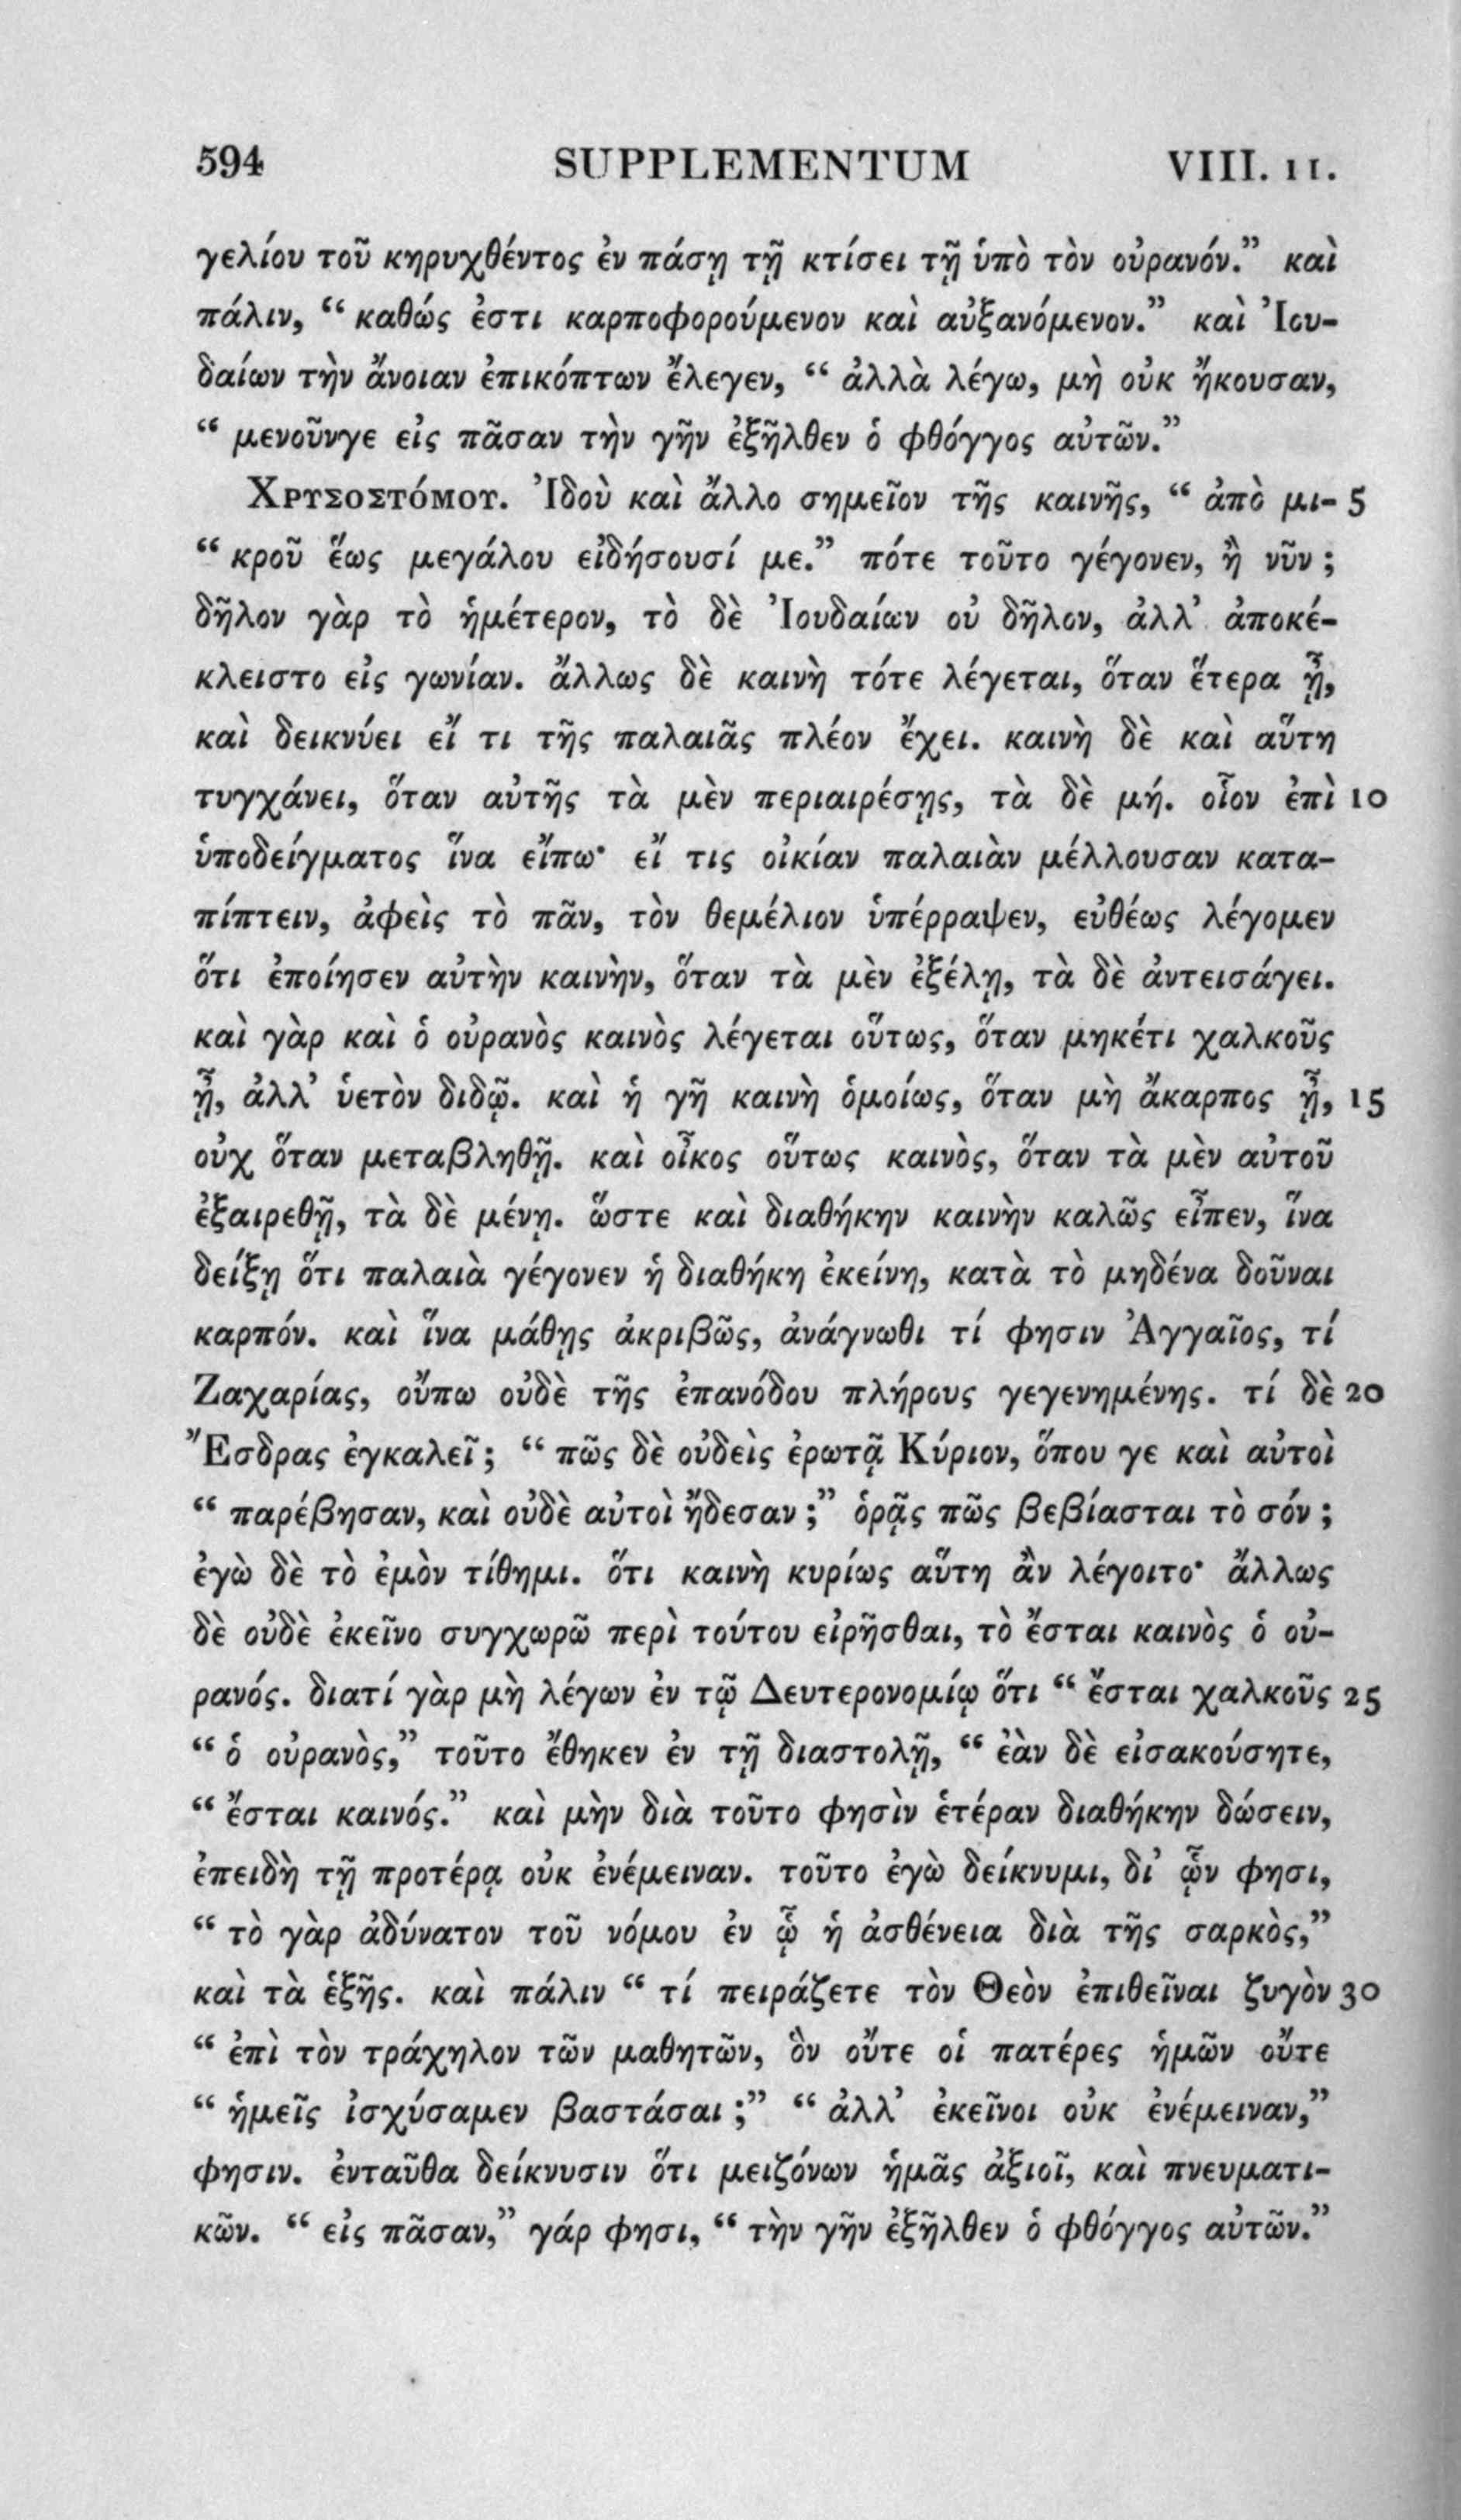 594 SUPPLEMENTUM VIII. 11.
γελίου τοῦ κηρυχθέντος ἐν πάσῃ τῇ κτίσει τῇ ὑπὸ τὸν οὐρανόν.” καὶ
πάλιν, “ καθώς ἐστι καρποφορούμενον καὶ αὐξανόμενον.” καὶ Ἰου-
δαίων τὴν ἄνοιαν ἐπικόπτων ἔλεγεν, “ ἀλλὰ λέγω, μὴ οὐκ ἤκουσαν,
“ μενοῦνγε εἰς πᾶσαν τὴν γῆν ἐξῆλθεν ὁ φθόγγος αὐτῶν.”
Χρυσοστόμου. Ἰδοὺ καὶ ἄλλο σημεῖον τῆς καινῆς, “ ἀπὸ μι- 5
“ κροῦ ἕως μεγάλου εἰδήσουσί με.” πότε τοῦτο γέγονεν, ἢ νῦν ;
δῆλον γὰρ τὸ ἡμέτερον, τὸ δὲ Ἰουδαίων οὐ δῆλον, ἀλλ’ ἀποκέ-
κλειστο εἰς γωνίαν. ἄλλως δὲ καινὴ τότε λέγεται, ὅταν ἕτερα ᾖ,
καὶ δεικνύει εἴ τι τῆς παλαιᾶς πλέον ἔχει. καινὴ δὲ καὶ αὕτη
τυγχάνει, ὅταν αὐτῆς τὰ μὲν περιαιρέσῃς, τὰ δὲ μή. οἷον ἐπὶ 10
ὑποδείγματος ἵνα εἴπω· εἴ τις οἰκίαν παλαιὰν μέλλουσαν κατα-
πίπτειν, ἀφεὶς τὸ πᾶν, τὸν θεμέλιον ὑπέρραψεν, εὐθέως λέγομεν
ὅτι ἐποίησεν αὐτὴν καινὴν, ὅταν τὰ μὲν ἐξέλῃ, τὰ δὲ ἀντεισάγει.
καὶ γὰρ καὶ ὁ οὐρανὸς καινὸς λέγεται οὕτως, ὅταν μηκέτι χαλκοῦς
ᾖ, ἀλλ’ ὑετὸν διδῷ. καὶ ἡ γῆ καινὴ ὁμοίως, ὅταν μὴ ἄκαρπος ᾖ, 15
οὐχ ὅταν μεταβληθῇ. καὶ οἶκος οὕτως καινὸς, ὅταν τὰ μὲν αὐτοῦ
ἐξαιρεθῇ, τὰ δὲ μένῃ. ὥστε καὶ διαθήκην καινὴν καλῶς εἶπεν, ἵνα
δείξῃ ὅτι παλαιὰ γέγονεν ἡ διαθήκη ἐκείνη, κατὰ τὸ μηδένα δοῦναι
καρπόν. καὶ ἵνα μάθῃς ἀκριβῶς, ἀνάγνωθι τί φησιν Ἀγγαῖος, τί
Ζαχαρίας, οὔπω οὐδὲ τῆς ἐπανόδου πλήρους γεγενημένης. τί δὲ 20
Ἔσδρας ἐγκαλεῖ ; “ πῶς δὲ οὐδεὶς ἐρωτᾷ Κύριον, ὅπου γε καὶ αὐτοὶ
“ παρέβησαν, καὶ οὐδὲ αὐτοὶ ᾔδεσαν ;” ὁρᾷς πῶς βεβίασται τὸ σόν ;
ἐγὼ δὲ τὸ ἐμὸν τίθημι. ὅτι καινὴ κυρίως αὕτη ἂν λέγοιτο· ἄλλως
δὲ οὐδὲ ἐκεῖνο συγχωρῶ περὶ τούτου εἰρῆσθαι, τὸ ἔσται καινὸς ὁ οὐ-
ρανός. διατί γὰρ μὴ λέγων ἐν τῷ Δευτερονομίῳ ὅτι “ ἔσται χαλκοῦς 25
“ ὁ οὐρανὸς,” τοῦτο ἔθηκεν ἐν τῇ διαστολῇ, “ ἐὰν δὲ εἰσακούσητε,
“ ἔσται καινός.” καὶ μὴν διὰ τοῦτο φησὶν ἑτέραν διαθήκην δώσειν,
ἐπειδὴ τῇ προτέρᾳ οὐκ ἐνέμειναν. τοῦτο ἐγὼ δείκνυμι, δι’ ᾧν φησι,
“ τὸ γὰρ ἀδύνατον τοῦ νόμου ἐν ᾧ ἡ ἀσθένεια διὰ τῆς σαρκὸς,”
καὶ τὰ ἑξῆς. καὶ πάλιν “ τί πειράζετε τὸν Θεὸν ἐπιθεῖναι ζυγὸν 30
“ ἐπὶ τὸν τράχηλον τῶν μαθητῶν, ὃν οὔτε οἱ πατέρες ἡμῶν οὔτε
“ ἡμεῖς ἰσχύσαμεν βαστάσαι ;” “ ἀλλ’ ἐκεῖνοι οὐκ ἐνέμειναν,”
φησιν. ἐνταῦθα δείκνυσιν ὅτι μειζόνων ἡμᾶς ἀξιοῖ, καὶ πνευματι-
κῶν. “ εἰς πᾶσαν,” γάρ φησι, “ τὴν γῆν ἐξῆλθεν ὁ φθόγγος αὐτῶν.”